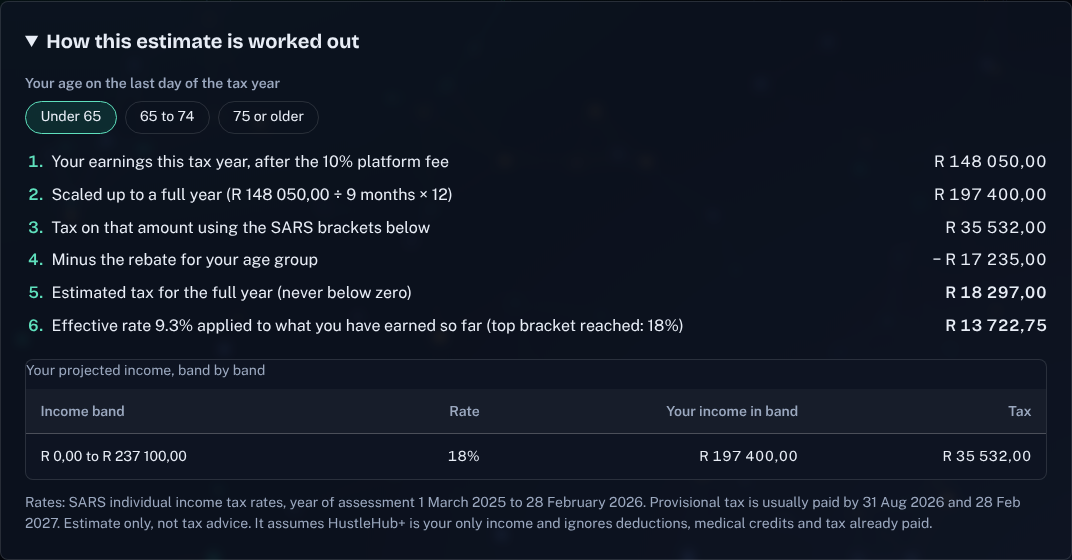 ▼ How this estimate is worked out
Your age on the last day of the tax year
Under 65 65 to 74 75 or older
1. Your earnings this tax year, after the 10% platform fee R 148 050,00
2. Scaled up to a full year (R 148 050,00 ÷ 9 months × 12) R 197 400,00
3. Tax on that amount using the SARS brackets below R 35 532,00
4. Minus the rebate for your age group − R 17 235,00
5. Estimated tax for the full year (never below zero) R 18 297,00
6. Effective rate 9.3% applied to what you have earned so far (top bracket reached: 18%) R 13 722,75
Your projected income, band by band
Income band Rate Your income in band Tax
R 0,00 to R 237 100,00 18% R 197 400,00 R 35 532,00
Rates: SARS individual income tax rates, year of assessment 1 March 2025 to 28 February 2026. Provisional tax is usually paid by 31 Aug 2026 and 28 Feb
2027. Estimate only, not tax advice. It assumes HustleHub+ is your only income and ignores deductions, medical credits and tax already paid.